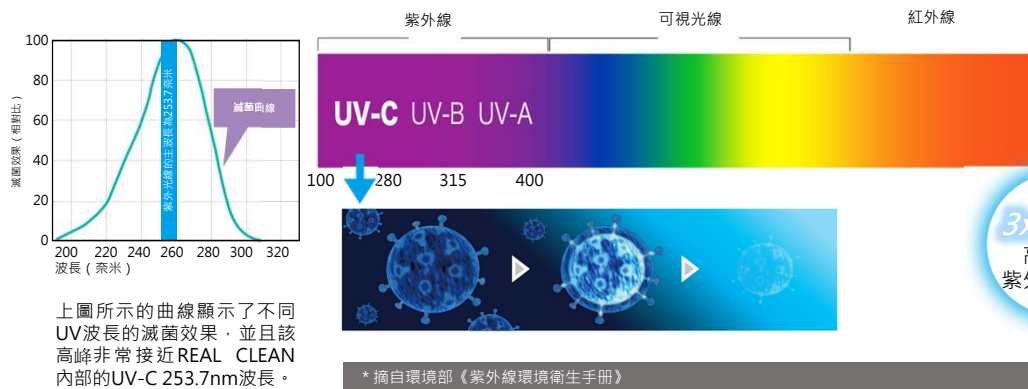 紫外線
可視光線
紅外線
100
80
60
40
20
0
滅菌效果（相對比）
紫外光線的主波長為253.7奈米
滅菌曲線
200 220 240 260 280 300 320
波長（奈米）
UV-C UV-B UV-A
100 280 315 400
上圖所示的曲線顯示了不同
UV波長的滅菌效果，並且該
高峰非常接近REAL CLEAN
內部的UV-C 253.7nm波長。
3x
高
紫外
* 摘自環境部《紫外線環境衛生手册》